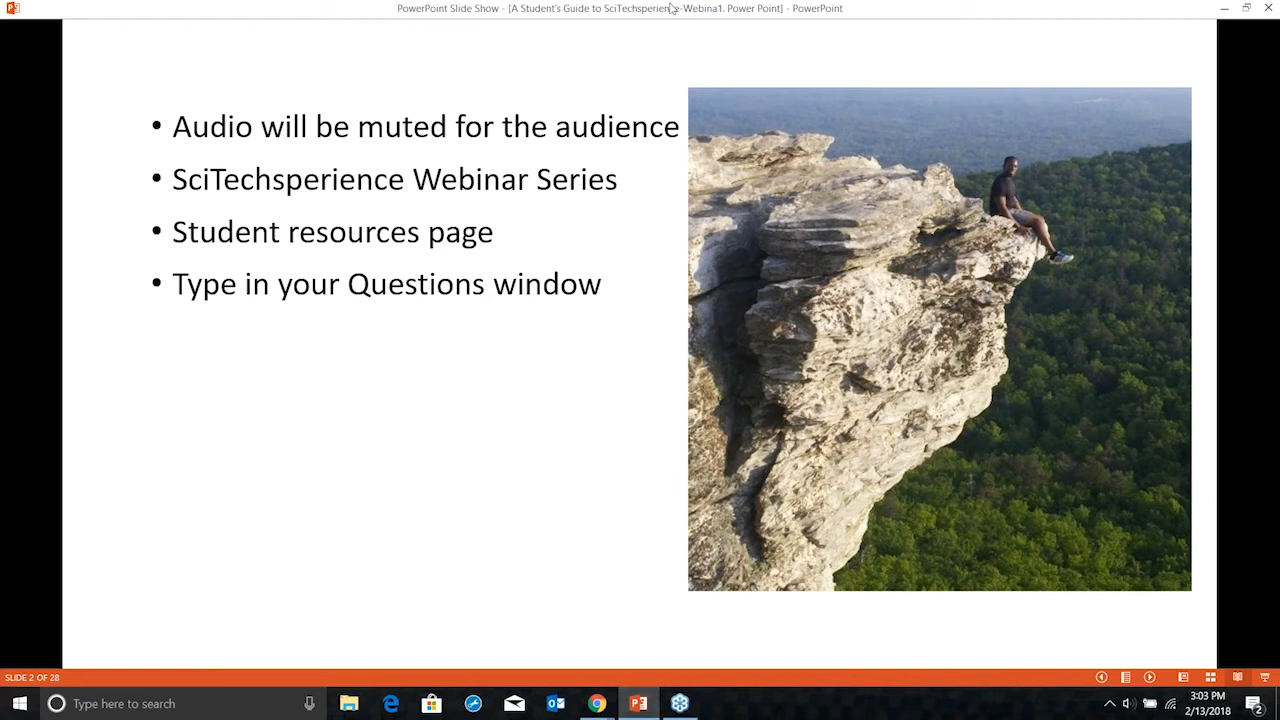 PowerPoint Slide Show - [A Student's Guide to SciTechsperience-Webina1. Power Point] - PowerPoint
• Audio will be muted for the audience
• SciTechsperience Webinar Series
• Student resources page
• Type in your Questions window
SLIDE 2 OF 28
Type here to search
3:03 PM
2/13/2018
2